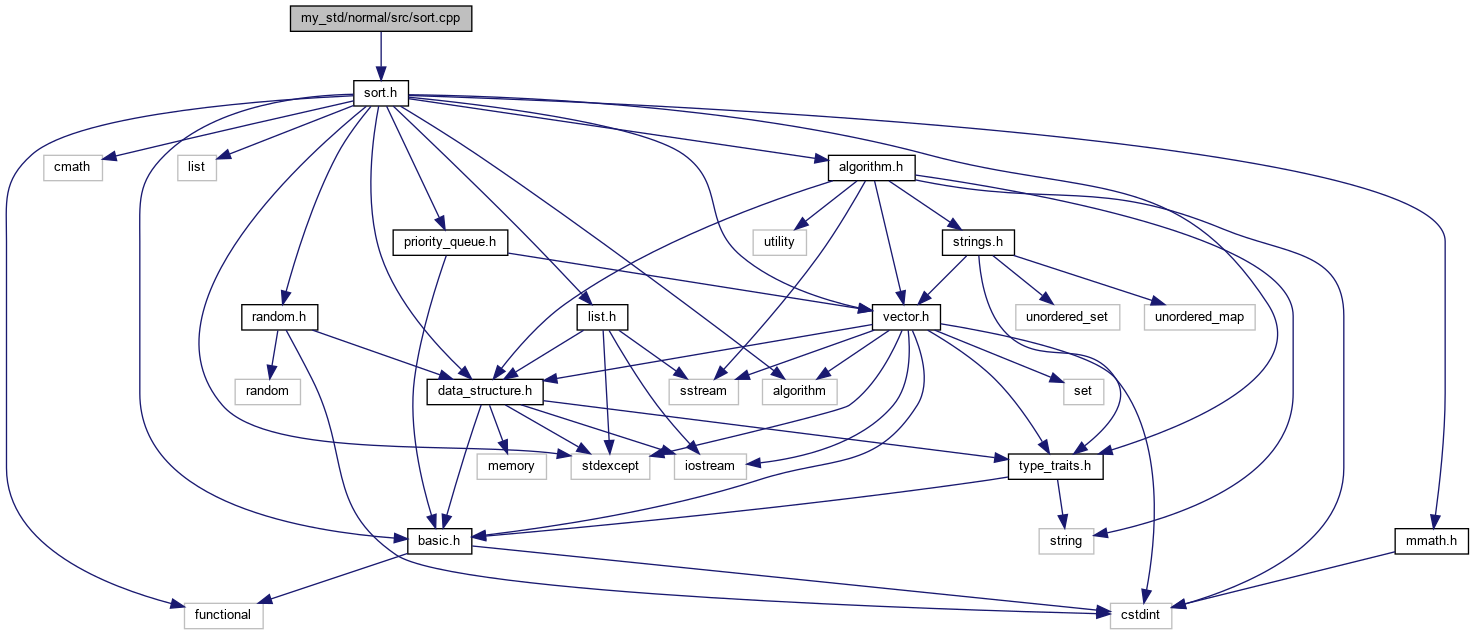 my_std/normal/src/sort.cpp
sort.h
cmath
list
algorithm.h
priority_queue.h
utility
strings.h
random.h
list.h
vector.h
unordered_set
unordered_map
random
data_structure.h
sstream
algorithm
set
memory
stdexcept
iostream
type_traits.h
basic.h
string
mmath.h
functional
cstdint